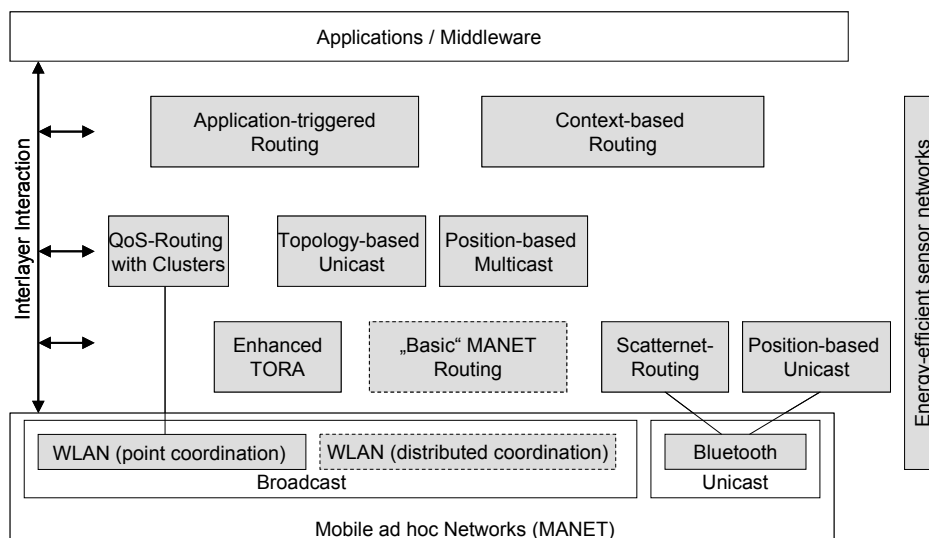 Applications / Middleware
Interlayer Interaction
Application-triggered
Routing
Context-based
Routing
Energy-efficient sensor networks
QoS-Routing
with Clusters
Topology-based
Unicast
Position-based
Multicast
Enhanced
TORA
„Basic“ MANET
Routing
Scatternet-
Routing
Position-based
Unicast
WLAN (point coordination)
WLAN (distributed coordination)
Bluetooth
Broadcast
Unicast
Mobile ad hoc Networks (MANET)